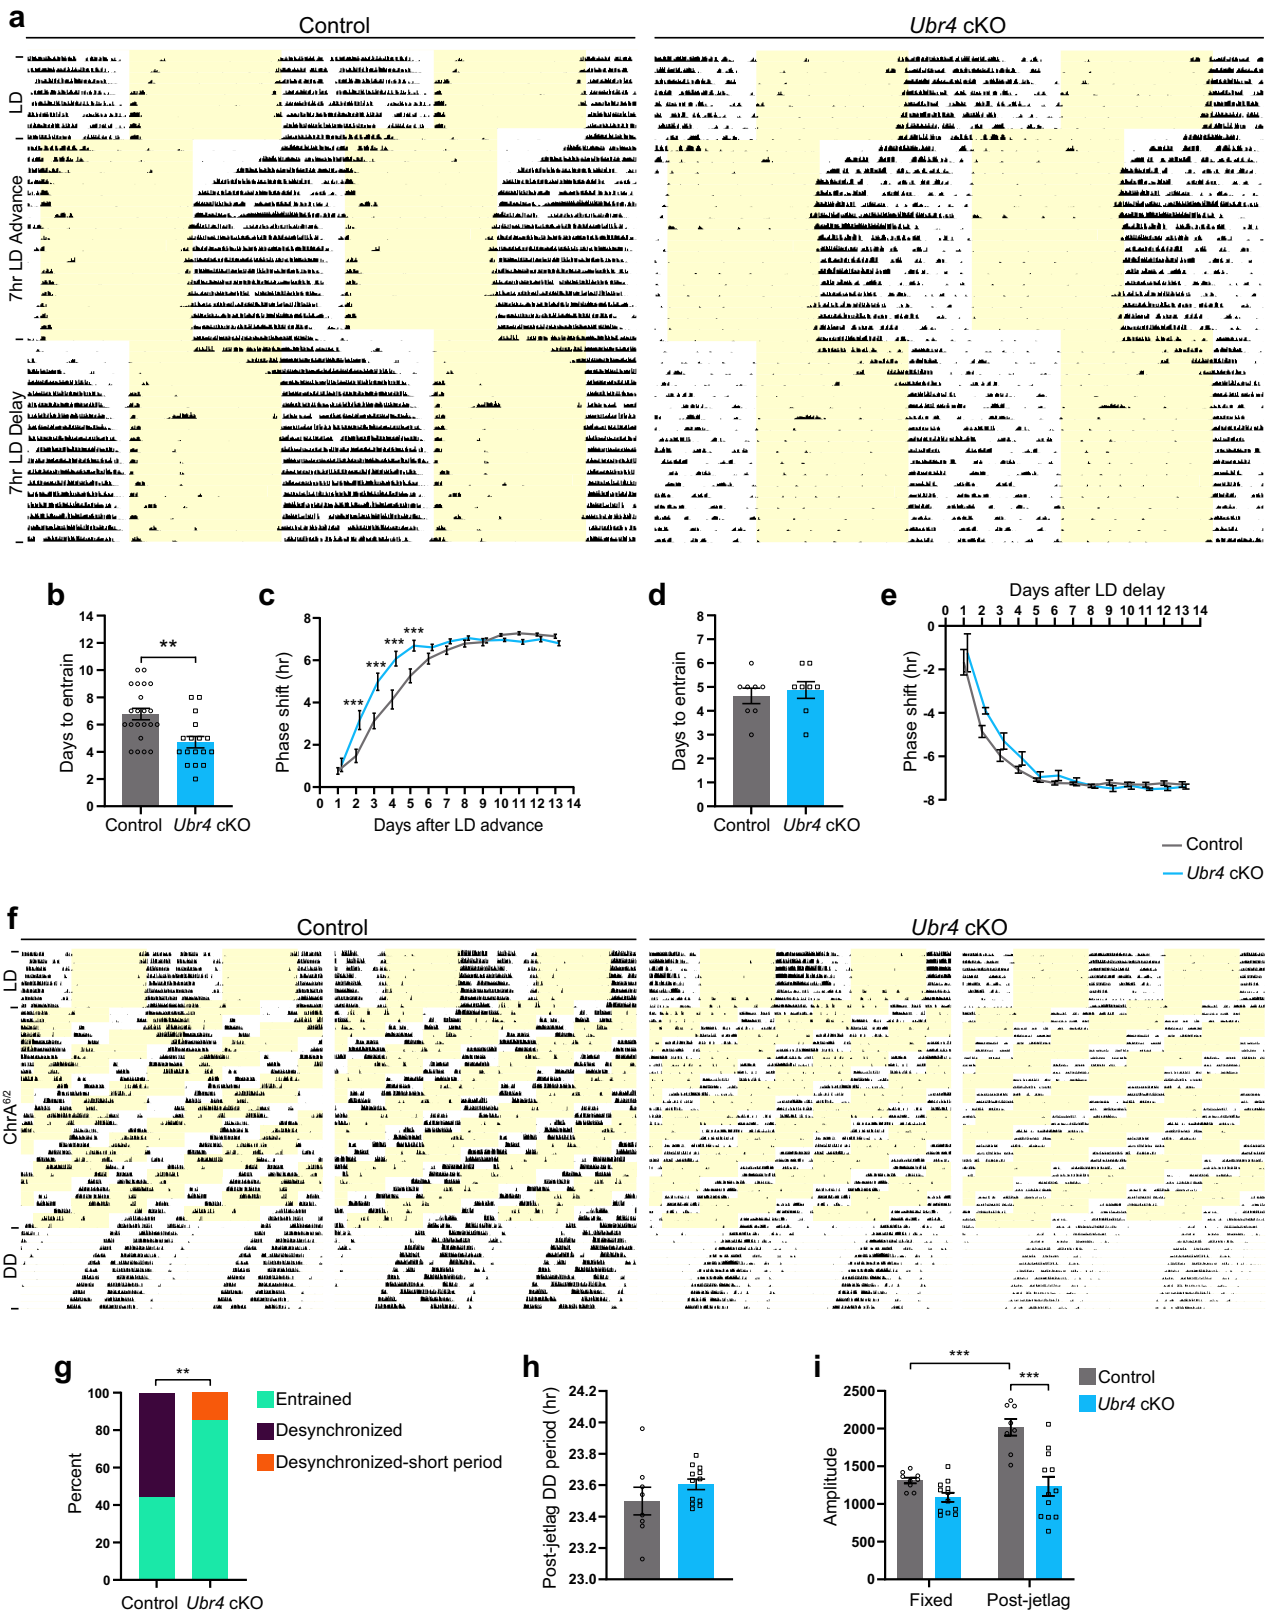 a
Control
Ubr4 cKO
LD
7hr LD Advance
7hr LD Delay
b
Days to entrain
14
12
10
8
6
4
2
0
**
Control
Ubr4 cKO
c
Phase shift (hr)
8
6
4
2
0
***
***
***
***
0 1 2 3 4 5 6 7 8 9 10 11 12 13 14
Days after LD advance
d
Days to entrain
8
7
6
5
4
3
2
1
0
Control
Ubr4 cKO
e
Days after LD delay
0 1 2 3 4 5 6 7 8 9 10 11 12 13 14
Phase shift (hr)
0
-2
-4
-6
-8
Control
Ubr4 cKO
f
Control
Ubr4 cKO
LD
ChrA6/2
DD
g
Percent
100
80
60
40
20
0
**
Control
Ubr4 cKO
Entrained
Desynchronized
Desynchronized-short period
h
Post-jetlag DD period (hr)
24.2
24.0
23.8
23.6
23.4
23.2
23.0
i
Amplitude
2500
2000
1500
1000
500
0
***
***
Fixed
Post-jetlag
Control
Ubr4 cKO